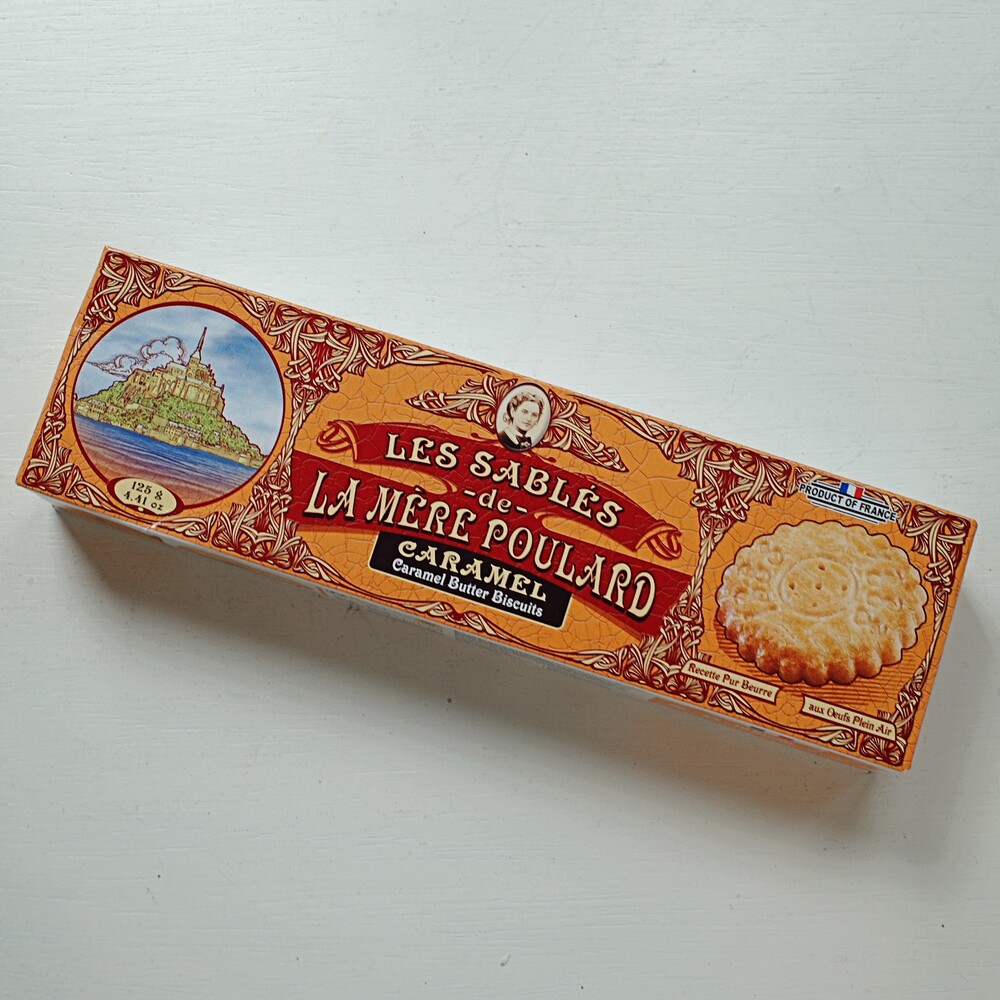 125 g
4.41 oz
LES SABLÉS
-de-
LA MÈRE POULARD
CARAMEL
Caramel Butter Biscuits
PRODUCT OF FRANCE
Recette Pur Beurre
aux Oeufs Plein Air